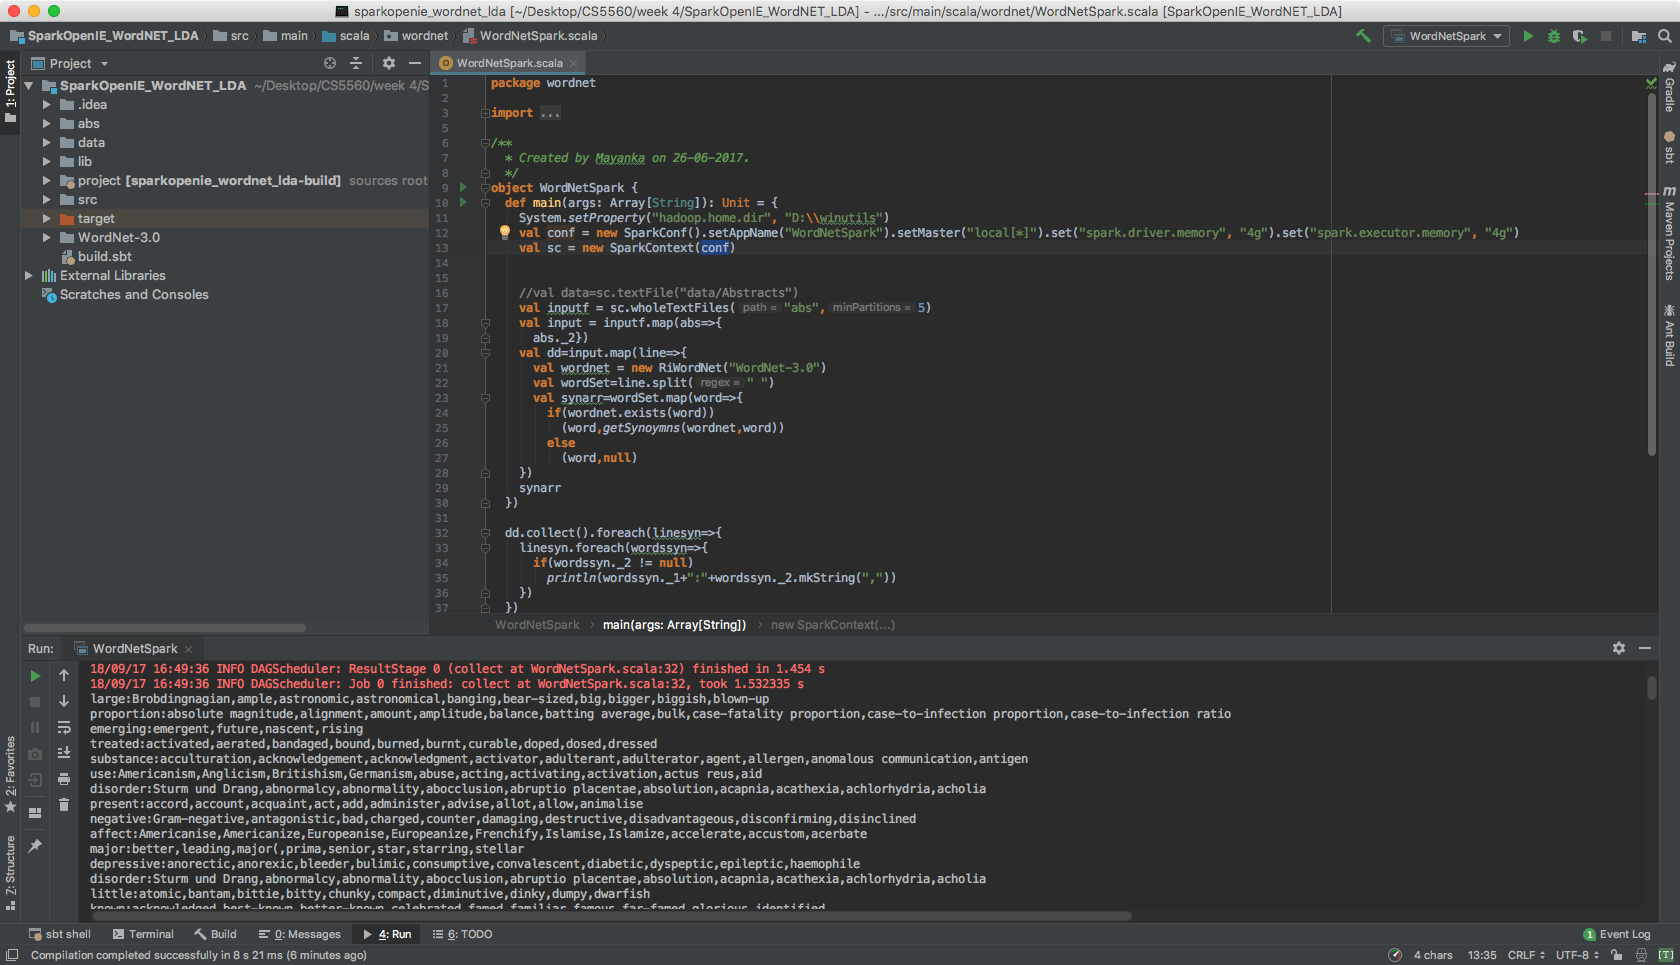 sparkopenie_wordnet_lda [~/Desktop/CS5560/week 4/SparkOpenIE_WordNET_LDA] - .../src/main/scala/wordnet/WordNetSpark.scala [SparkOpenIE_WordNET_LDA]
SparkOpenIE_WordNET_LDA src main scala wordnet WordNetSpark.scala WordNetSpark
Project
WordNetSpark.scala
1: Project
SparkOpenIE_WordNET_LDA ~/Desktop/CS5560/week 4/S
.idea
abs
data
lib
project [sparkopenie_wordnet_lda-build] sources root
src
target
WordNet-3.0
build.sbt
External Libraries
Scratches and Consoles
1 package wordnet
2
3 import ...
5
6 /**
7 * Created by Mayanka on 26-06-2017.
8 */
9 object WordNetSpark {
10 def main(args: Array[String]): Unit = {
11 System.setProperty("hadoop.home.dir", "D:\\winutils")
12 val conf = new SparkConf().setAppName("WordNetSpark").setMaster("local[*]").set("spark.driver.memory", "4g").set("spark.executor.memory", "4g")
13 val sc = new SparkContext(conf)
14
15
16 //val data=sc.textFile("data/Abstracts")
17 val inputf = sc.wholeTextFiles( path = "abs", minPartitions = 5)
18 val input = inputf.map(abs=>{
19 abs._2})
20 val dd=input.map(line=>{
21 val wordnet = new RiWordNet("WordNet-3.0")
22 val wordSet=line.split( regex = " ")
23 val synarr=wordSet.map(word=>{
24 if(wordnet.exists(word))
25 (word,getSynoymns(wordnet,word))
26 else
27 (word,null)
28 })
29 synarr
30 })
31
32 dd.collect().foreach(linesyn=>{
33 linesyn.foreach(wordssyn=>{
34 if(wordssyn._2 != null)
35 println(wordssyn._1+":"+wordssyn._2.mkString(","))
36 })
37 })
WordNetSpark › main(args: Array[String]) › new SparkContext(...)
Gradle
sbt
m Maven Projects
Ant Build
Run: WordNetSpark
18/09/17 16:49:36 INFO DAGScheduler: ResultStage 0 (collect at WordNetSpark.scala:32) finished in 1.454 s
18/09/17 16:49:36 INFO DAGScheduler: Job 0 finished: collect at WordNetSpark.scala:32, took 1.532335 s
large:Brobdingnagian,ample,astronomic,astronomical,banging,bear-sized,big,bigger,biggish,blown-up
proportion:absolute magnitude,alignment,amount,amplitude,balance,batting average,bulk,case-fatality proportion,case-to-infection proportion,case-to-infection ratio
emerging:emergent,future,nascent,rising
treated:activated,aerated,bandaged,bound,burned,burnt,curable,doped,dosed,dressed
substance:acculturation,acknowledgement,acknowledgment,activator,adulterant,adulterator,agent,allergen,anomalous communication,antigen
use:Americanism,Anglicism,Britishism,Germanism,abuse,acting,activating,activation,actus reus,aid
disorder:Sturm und Drang,abnormalcy,abnormality,abocclusion,abruptio placentae,absolution,acapnia,acathexia,achlorhydria,acholia
present:accord,account,acquaint,act,add,administer,advise,allot,allow,animalise
negative:Gram-negative,antagonistic,bad,charged,counter,damaging,destructive,disadvantageous,disconfirming,disinclined
affect:Americanise,Americanize,Europeanise,Europeanize,Frenchify,Islamise,Islamize,accelerate,accustom,acerbate
major:better,leading,major(,prima,senior,star,starring,stellar
depressive:anorectic,anorexic,bleeder,bulimic,consumptive,convalescent,diabetic,dyspeptic,epileptic,haemophile
disorder:Sturm und Drang,abnormalcy,abnormality,abocclusion,abruptio placentae,absolution,acapnia,acathexia,achlorhydria,acholia
little:atomic,bantam,bittie,bitty,chunky,compact,diminutive,dinky,dumpy,dwarfish
known:acknowledged,best-known,better-known,celebrated,famed,familiar,famous,far-famed,glorious,identified
2: Favorites
7: Structure
sbt shell Terminal Build 0: Messages 4: Run 6: TODO 1 Event Log
Compilation completed successfully in 8 s 21 ms (6 minutes ago) 4 chars 13:35 CRLF UTF-8 [T]